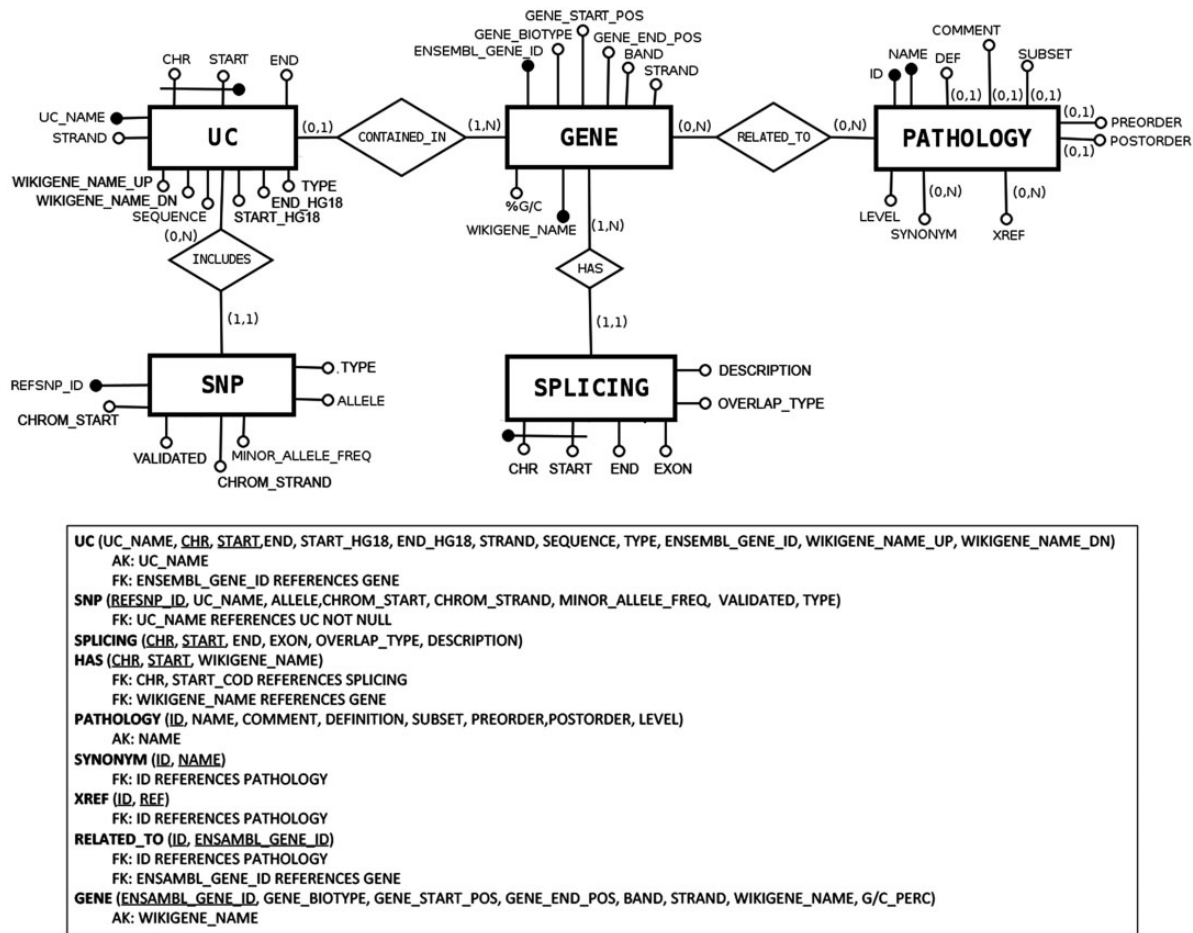 GENE_START_POS
GENE_BIOTYPE
ENSEMBL_GENE_ID
GENE_END_POS
BAND
STRAND
COMMENT
NAME
DEF
SUBSET
ID
CHR
START
END
(0,1)
(0,1)
(0,1)
(0,1)
PREORDER
UC_NAME
STRAND
UC
(0,1)
CONTAINED_IN
(1,N)
GENE
(0,N)
RELATED_TO
(0,N)
PATHOLOGY
POSTORDER
(0,1)
WIKIGENE_NAME_UP
WIKIGENE_NAME_DN
SEQUENCE
TYPE
END_HG18
START_HG18
%G/C
WIKIGENE_NAME
(1,N)
(0,N)
(0,N)
LEVEL
SYNONYM
XREF
(0,N)
INCLUDES
HAS
(1,1)
(1,1)
REFSNP_ID
SNP
.TYPE
ALLELE
CHROM_START
VALIDATED
MINOR_ALLELE_FREQ
CHROM_STRAND
SPLICING
DESCRIPTION
OVERLAP_TYPE
CHR
START
END
EXON
UC (UC_NAME, CHR, START,END, START_HG18, END_HG18, STRAND, SEQUENCE, TYPE, ENSEMBL_GENE_ID, WIKIGENE_NAME_UP, WIKIGENE_NAME_DN)
AK: UC_NAME
FK: ENSEMBL_GENE_ID REFERENCES GENE
SNP (REFSNP_ID, UC_NAME, ALLELE,CHROM_START, CHROM_STRAND, MINOR_ALLELE_FREQ, VALIDATED, TYPE)
FK: UC_NAME REFERENCES UC NOT NULL
SPLICING (CHR, START, END, EXON, OVERLAP_TYPE, DESCRIPTION)
HAS (CHR, START, WIKIGENE_NAME)
FK: CHR, START_COD REFERENCES SPLICING
FK: WIKIGENE_NAME REFERENCES GENE
PATHOLOGY (ID, NAME, COMMENT, DEFINITION, SUBSET, PREORDER,POSTORDER, LEVEL)
AK: NAME
SYNONYM (ID, NAME)
FK: ID REFERENCES PATHOLOGY
XREF (ID, REF)
FK: ID REFERENCES PATHOLOGY
RELATED_TO (ID, ENSAMBL_GENE_ID)
FK: ID REFERENCES PATHOLOGY
FK: ENSAMBL_GENE_ID REFERENCES GENE
GENE (ENSAMBL_GENE_ID, GENE_BIOTYPE, GENE_START_POS, GENE_END_POS, BAND, STRAND, WIKIGENE_NAME, G/C_PERC)
AK: WIKIGENE_NAME